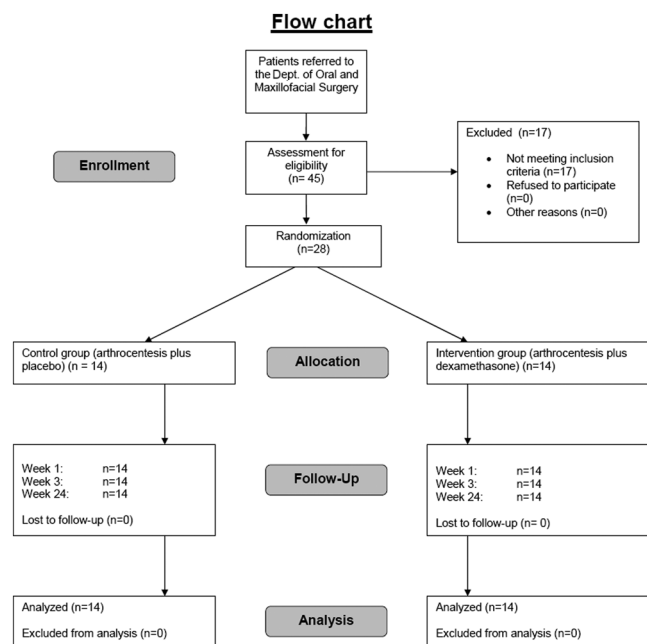 Flow chart
Patients referred to
the Dept. of Oral and
Maxillofacial Surgery
Enrollment
Assessment for
eligibility
(n= 45)
Excluded (n=17)
• Not meeting inclusion
criteria (n=17)
• Refused to participate
(n=0)
• Other reasons (n=0)
Randomization
(n=28)
Control group (arthrocentesis plus
placebo) (n = 14)
Allocation
Intervention group (arthrocentesis plus
dexamethasone) (n=14)
Week 1: n=14
Week 3: n=14
Week 24: n=14
Lost to follow-up (n=0)
Follow-Up
Week 1: n=14
Week 3: n=14
Week 24: n=14
Lost to follow-up (n= 0)
Analyzed (n=14)
Excluded from analysis (n=0)
Analysis
Analyzed (n=14)
Excluded from analysis (n=0)